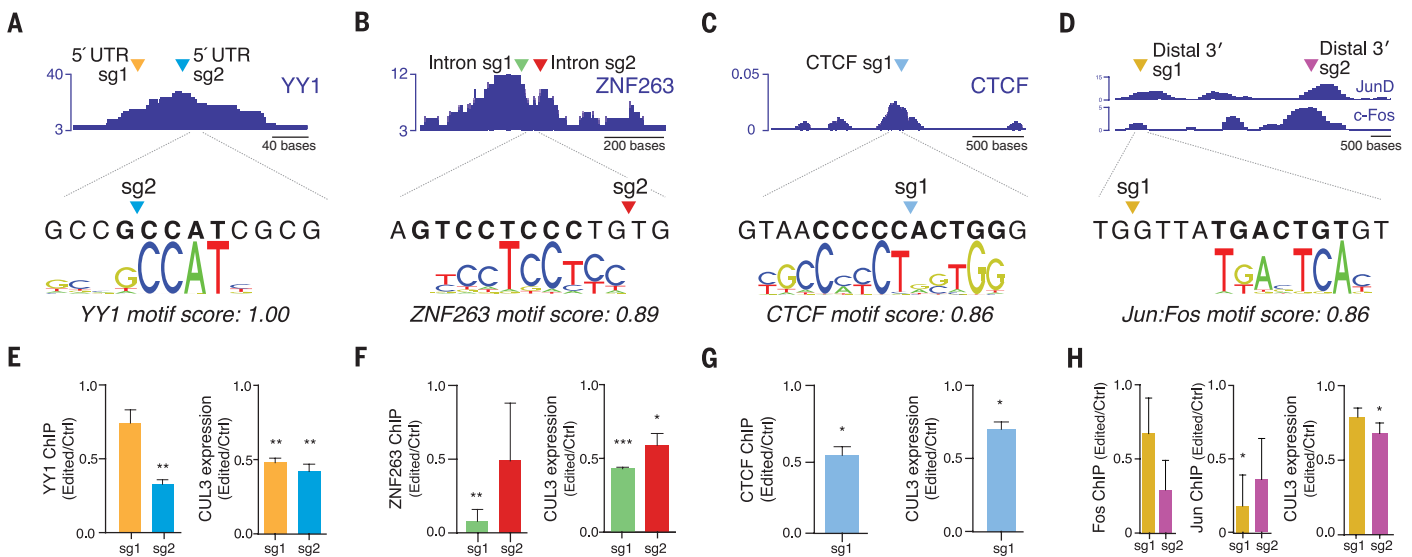 A
5′ UTR sg1
5′ UTR sg2
40
3
YY1
40 bases
sg2
GCCGCCATCGCG
GCCAT
YY1 motif score: 1.00
B
Intron sg1
Intron sg2
12
3
ZNF263
200 bases
sg2
AGTCCTCCCTGTG
TCCTCCTCC
ZNF263 motif score: 0.89
C
CTCF sg1
0.05
0
CTCF
500 bases
sg1
GTAACCCCCACTGGG
CTCF motif score: 0.86
D
Distal 3′ sg1
Distal 3′ sg2
15
0
JunD
5
0
c-Fos
500 bases
sg1
TGGTTATGACTGTGT
Jun:Fos motif score: 0.86
E
YY1 ChIP
(Edited/Ctrl)
1.0
0.5
0.0
**
sg1 sg2
CUL3 expression
(Edited/Ctrl)
1.0
0.5
0.0
** **
sg1 sg2
F
ZNF263 ChIP
(Edited/Ctrl)
1.0
0.5
0.0
**
sg1 sg2
CUL3 expression
(Edited/Ctrl)
1.0
0.5
0.0
*** *
sg1 sg2
G
CTCF ChIP
(Edited/Ctrl)
1.0
0.5
0.0
*
sg1
CUL3 expression
(Edited/Ctrl)
1.0
0.5
0.0
*
sg1
H
Fos ChIP (Edited/Ctrl)
1.0
0.5
0.0
sg1 sg2
Jun ChIP (Edited/Ctrl)
1.0
0.5
0.0
*
sg1 sg2
CUL3 expression
(Edited/Ctrl)
1.0
0.5
0.0
*
sg1 sg2